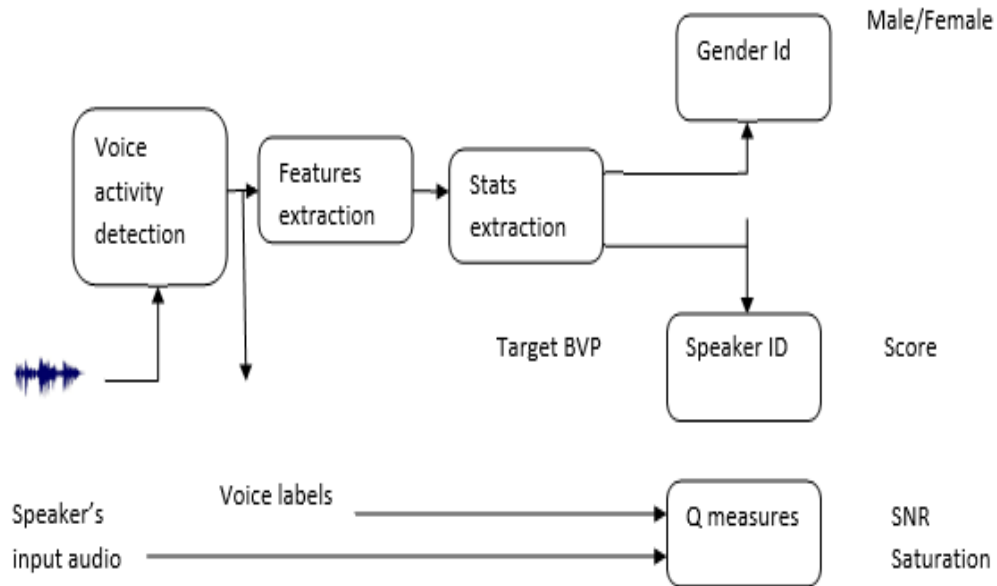 Male/Female
Gender Id
Voice
activity
detection
Features
extraction
Stats
extraction
Target BVP
Speaker ID
Score
Voice labels
Speaker's
input audio
Q measures
SNR
Saturation